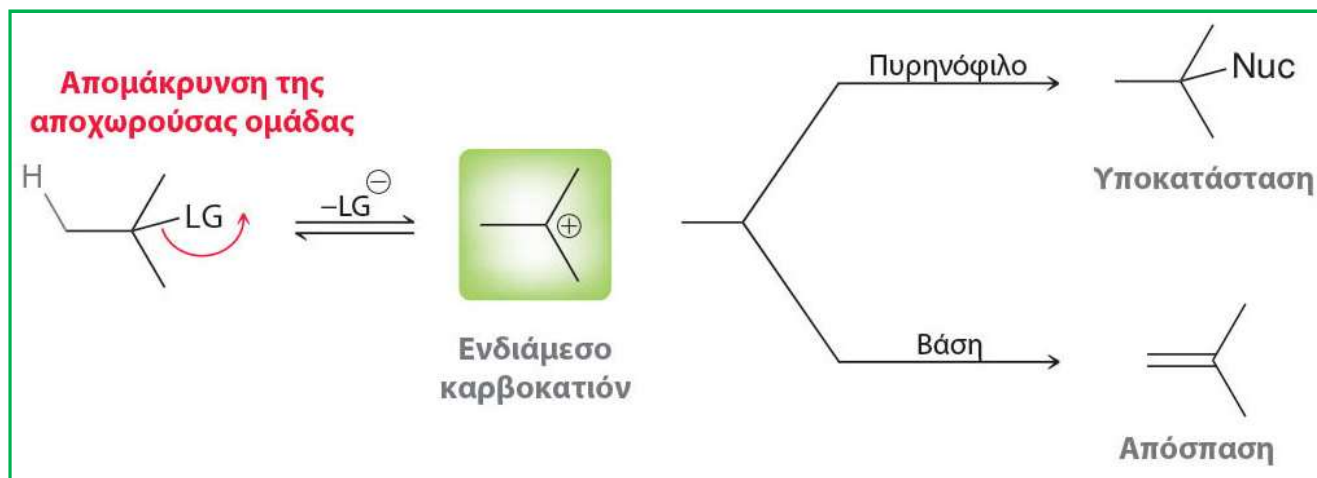 Απομάκρυνση της
αποχωρούσας ομάδας
H
LG
–LG⊖
⊕
Ενδιάμεσο
καρβοκατιόν
Πυρηνόφιλο
Nuc
Υποκατάσταση
Βάση
Απόσπαση